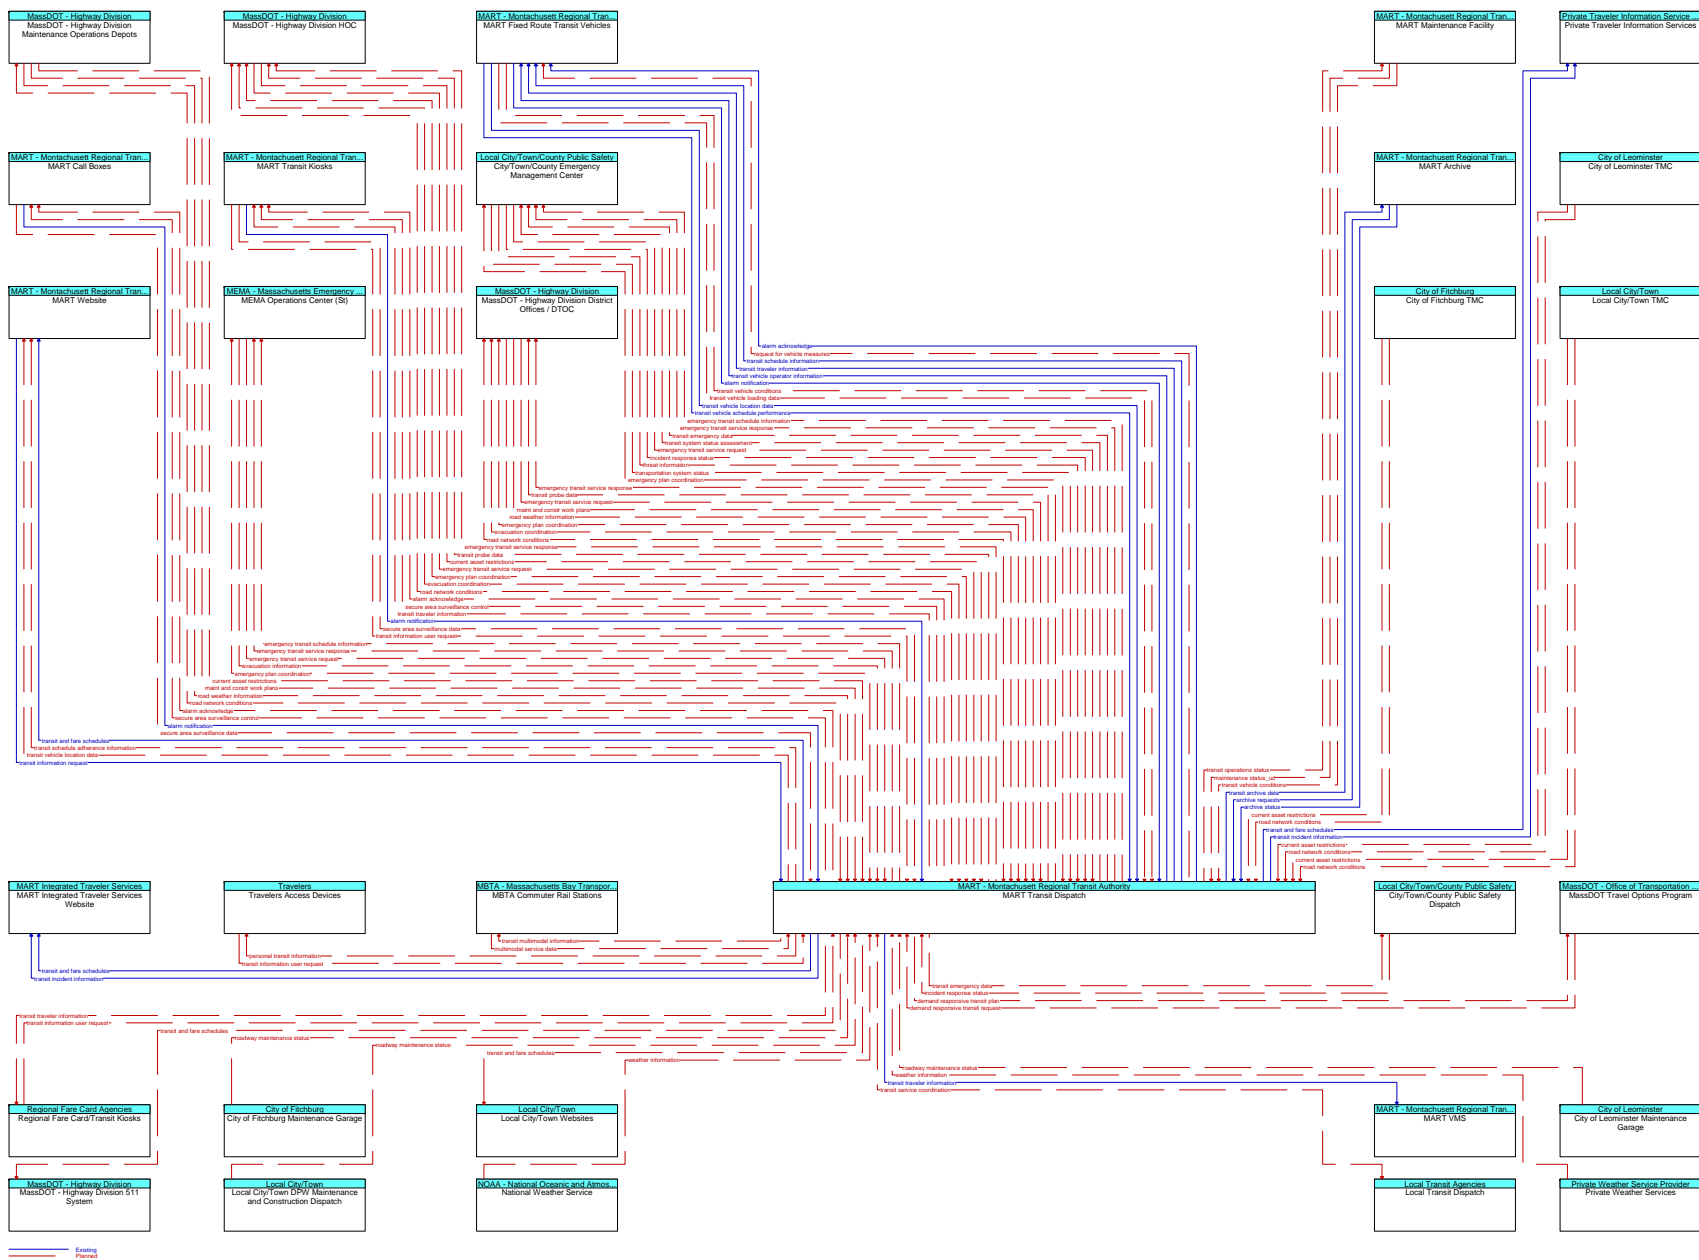 MassDOT - Highway Division
MassDOT - Highway Division
Maintenance Operations Depots
MassDOT - Highway Division
MassDOT - Highway Division HOC
MART - Montachusett Regional Tran...
MART Fixed Route Transit Vehicles
MART - Montachusett Regional Tran...
MART Maintenance Facility
Private Traveler Information Service ...
Private Traveler Information Services
MART - Montachusett Regional Tran...
MART Call Boxes
MART - Montachusett Regional Tran...
MART Transit Kiosks
Local City/Town/County Public Safety
City/Town/County Emergency
Management Center
MART - Montachusett Regional Tran...
MART Archive
City of Leominster
City of Leominster TMC
MART - Montachusett Regional Tran...
MART Website
MEMA - Massachusetts Emergency ...
MEMA Operations Center (St)
MassDOT - Highway Division
MassDOT - Highway Division District
Offices / DTOC
City of Fitchburg
City of Fitchburg TMC
Local City/Town
Local City/Town TMC
alarm acknowledge
request for vehicle measures
transit schedule information
transit traveler information
transit vehicle operator information
alarm notification
transit vehicle conditions
transit vehicle loading data
transit vehicle location data
transit vehicle schedule performance
emergency transit schedule information
emergency transit service response
transit emergency data
transit system status assessment
emergency transit service request
incident response status
threat information
transportation system status
emergency plan coordination
emergency transit service response
transit probe data
emergency transit service request
maint and constr work plans
road weather information
emergency plan coordination
evacuation coordination
road network conditions
emergency transit service response
transit probe data
current asset restrictions
emergency transit service request
emergency plan coordination
evacuation coordination
road network conditions
alarm acknowledge
secure area surveillance control
transit traveler information
alarm notification
secure area surveillance data
transit information user request
emergency transit schedule information
emergency transit service response
emergency transit service request
evacuation information
emergency plan coordination
current asset restrictions
maint and constr work plans
road weather information
road network conditions
alarm acknowledge
secure area surveillance control
alarm notification
secure area surveillance data
transit and fare schedules
transit schedule adherence information
transit vehicle location data
transit information request
transit operations status
maintenance status_ud
transit vehicle conditions
transit archive data
archive requests
archive status
current asset restrictions
road network conditions
transit and fare schedules
transit incident information
current asset restrictions
road network conditions
current asset restrictions
road network conditions
MART Integrated Traveler Services
MART Integrated Traveler Services
Website
Travelers
Travelers Access Devices
MBTA - Massachusetts Bay Transpor...
MBTA Commuter Rail Stations
MART - Montachusett Regional Transit Authority
MART Transit Dispatch
Local City/Town/County Public Safety
City/Town/County Public Safety
Dispatch
MassDOT - Office of Transportation ...
MassDOT Travel Options Program
transit multimodal information
multimodal service data
personal transit information
transit information user request
transit and fare schedules
transit incident information
transit emergency data
incident response status
demand responsive transit plan
demand responsive transit request
transit traveler information
transit information user request
transit and fare schedules
roadway maintenance status
roadway maintenance status
transit and fare schedules
weather information
roadway maintenance status
weather information
transit traveler information
transit service coordination
Regional Fare Card Agencies
Regional Fare Card/Transit Kiosks
City of Fitchburg
City of Fitchburg Maintenance Garage
Local City/Town
Local City/Town Websites
MART - Montachusett Regional Tran...
MART VMS
City of Leominster
City of Leominster Maintenance
Garage
MassDOT - Highway Division
MassDOT - Highway Division 511
System
Local City/Town
Local City/Town DPW Maintenance
and Construction Dispatch
NOAA - National Oceanic and Atmos...
National Weather Service
Local Transit Agencies
Local Transit Dispatch
Private Weather Service Provider
Private Weather Services
Existing
Planned